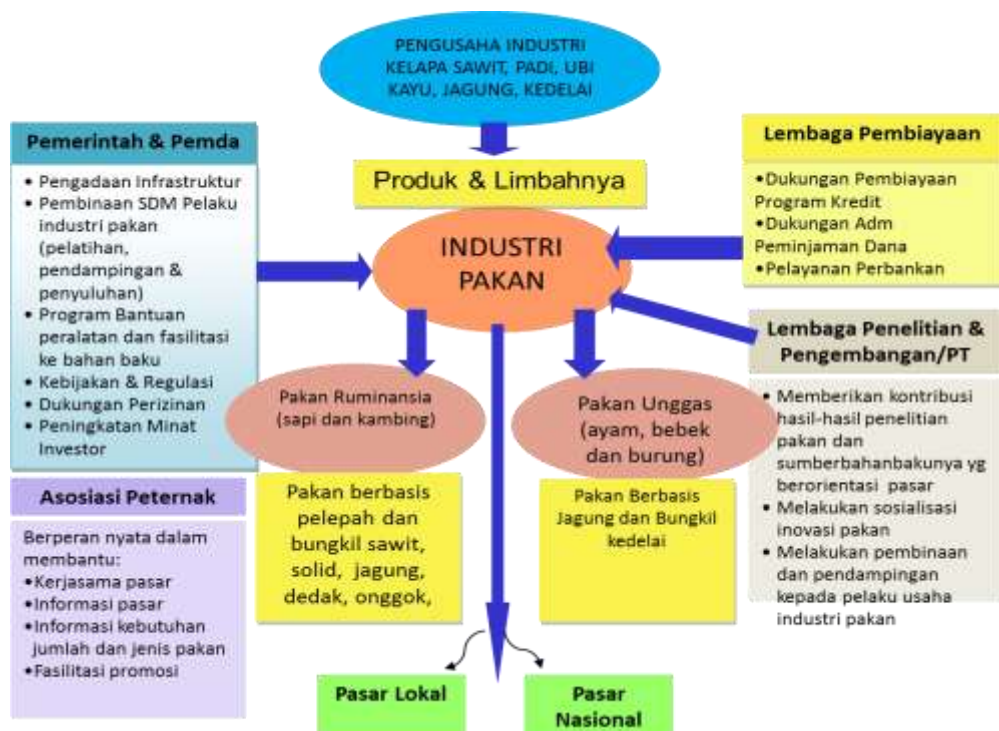 PENGUSAHA INDUSTRI
KELAPA SAWIT, PADI, UBI
KAYU, JAGUNG, KEDELAI
Pemerintah & Pemda
• Pengadaan Infrastruktur
• Pembinaan SDM Pelaku
industri pakan
(pelatihan,
pendampingan &
penyuluhan)
• Program Bantuan
peralatan dan fasilitasi
ke bahan baku
• Kebijakan & Regulasi
• Dukungan Perizinan
• Peningkatan Minat
Investor
Produk & Limbahnya
INDUSTRI
PAKAN
Lembaga Pembiayaan
•Dukungan Pembiayaan
Program Kredit
•Dukungan Adm
Peminjaman Dana
•Pelayanan Perbankan
Lembaga Penelitian &
Pengembangan/PT
• Memberikan kontribusi
hasil-hasil penelitian
pakan dan
sumberbahanbakunya yg
berorientasi pasar
• Melakukan sosialisasi
inovasi pakan
• Melakukan pembinaan
dan pendampingan
kepada pelaku usaha
industri pakan
Pakan Ruminansia
(sapi dan kambing)
Pakan Unggas
(ayam, bebek
dan burung)
Asosiasi Peternak
Berperan nyata dalam
membantu:
•Kerjasama pasar
•Informasi pasar
•Informasi kebutuhan
jumlah dan jenis pakan
•Fasilitasi promosi
Pakan berbasis
pelepah dan
bungkil sawit,
solid, jagung,
dedak, onggok,
Pakan Berbasis
Jagung dan Bungkil
kedelai
Pasar Lokal
Pasar
Nasional